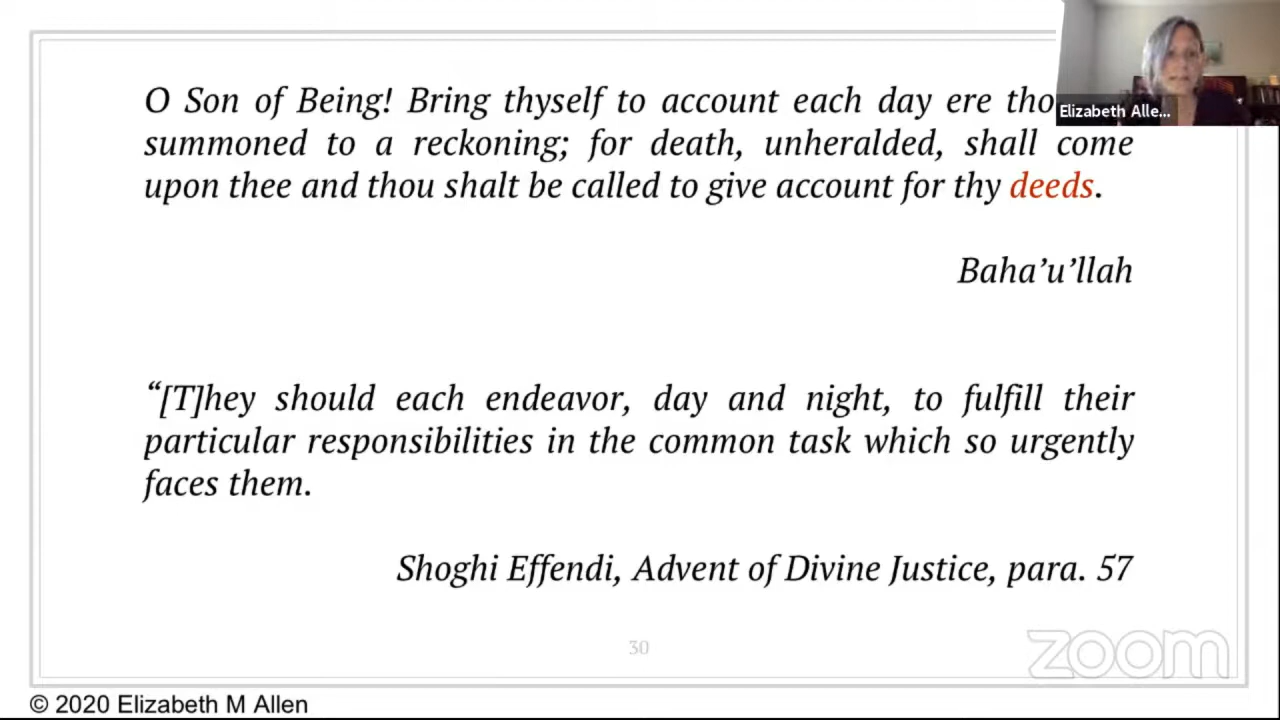 O Son of Being! Bring thyself to account each day ere
summoned to a reckoning; for death, unheralded, shall come
upon thee and thou shalt be called to give account for thy deeds.
Baha’u’llah
“[T]hey should each endeavor, day and night, to fulfill their
particular responsibilities in the common task which so urgently
faces them.
Shoghi Effendi, Advent of Divine Justice, para. 57
30
Elizabeth Alle...
zoom
© 2020 Elizabeth M Allen